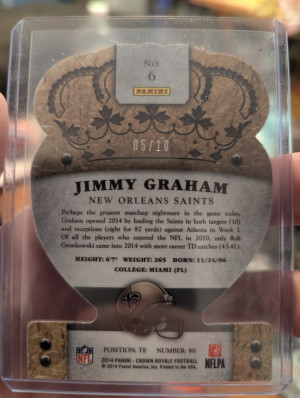 No.
6
PANINI
05/10
JIMMY GRAHAM
NEW ORLEANS SAINTS
Perhaps the greatest matchup nightmare in the game today,
Graham opened 2014 by leading the Saints in both targets (10)
and receptions (eight for 82 yards) against Atlanta in Week 1.
Of all the players who entered the NFL in 2010, only Rob
Gronkowski came into 2014 with more career TD catches (43-41).
HEIGHT: 6'7" WEIGHT: 265 BORN: 11/24/86
COLLEGE: MIAMI (FL)
POSITION: TE NUMBER: 80
NFL
2014 PANINI - CROWN ROYALE FOOTBALL
© 2014 Panini America, Inc. Printed in the USA.
NFLPA